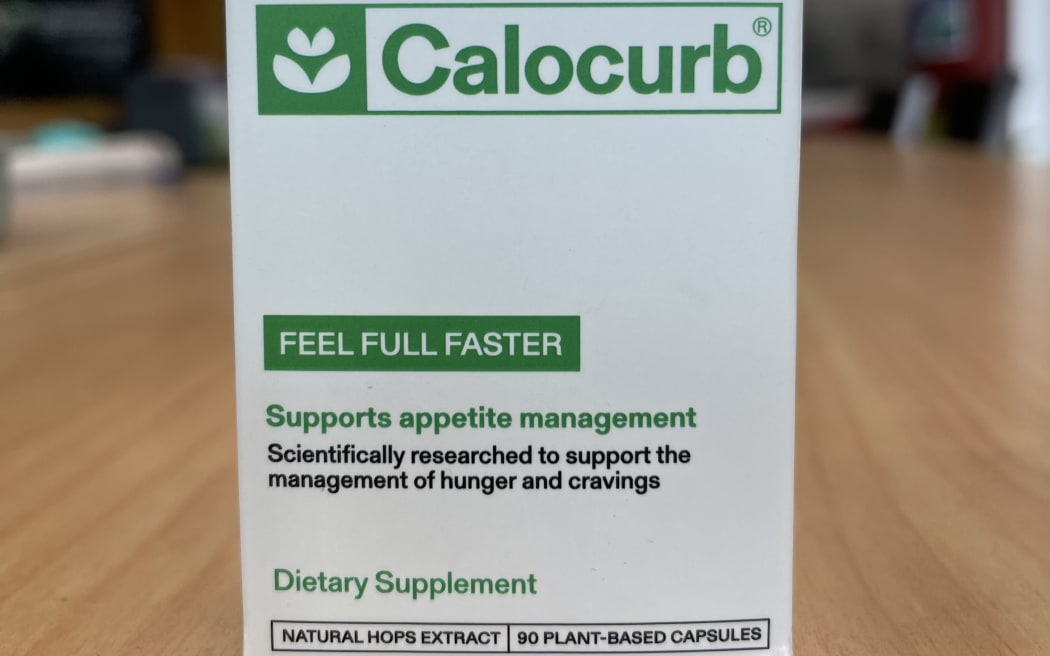 Calocurb®
FEEL FULL FASTER
Supports appetite management
Scientifically researched to support the
management of hunger and cravings
Dietary Supplement
NATURAL HOPS EXTRACT 90 PLANT-BASED CAPSULES